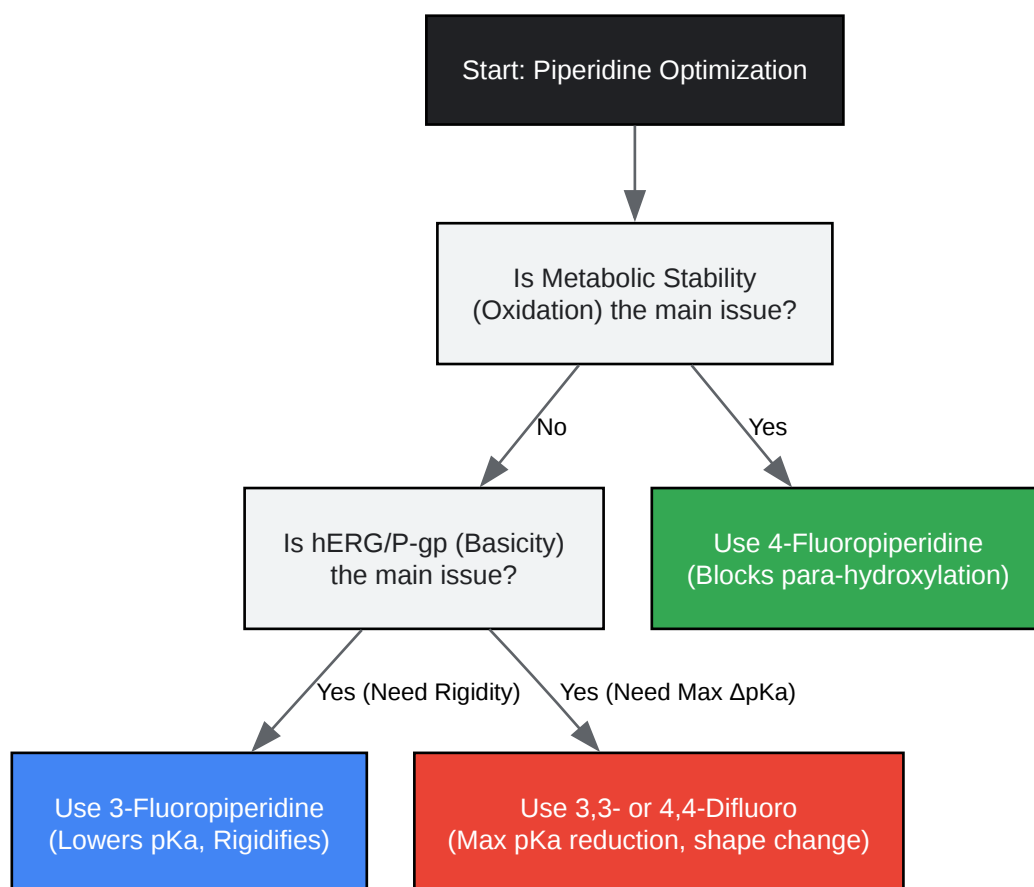 Start: Piperidine Optimization
Is Metabolic Stability
(Oxidation) the main issue?
No
Yes
Is hERG/P-gp (Basicity)
the main issue?
Use 4-Fluoropiperidine
(Blocks para-hydroxylation)
Yes (Need Rigidity)
Yes (Need Max ΔpKa)
Use 3-Fluoropiperidine
(Lowers pKa, Rigidifies)
Use 3,3- or 4,4-Difluoro
(Max pKa reduction, shape change)